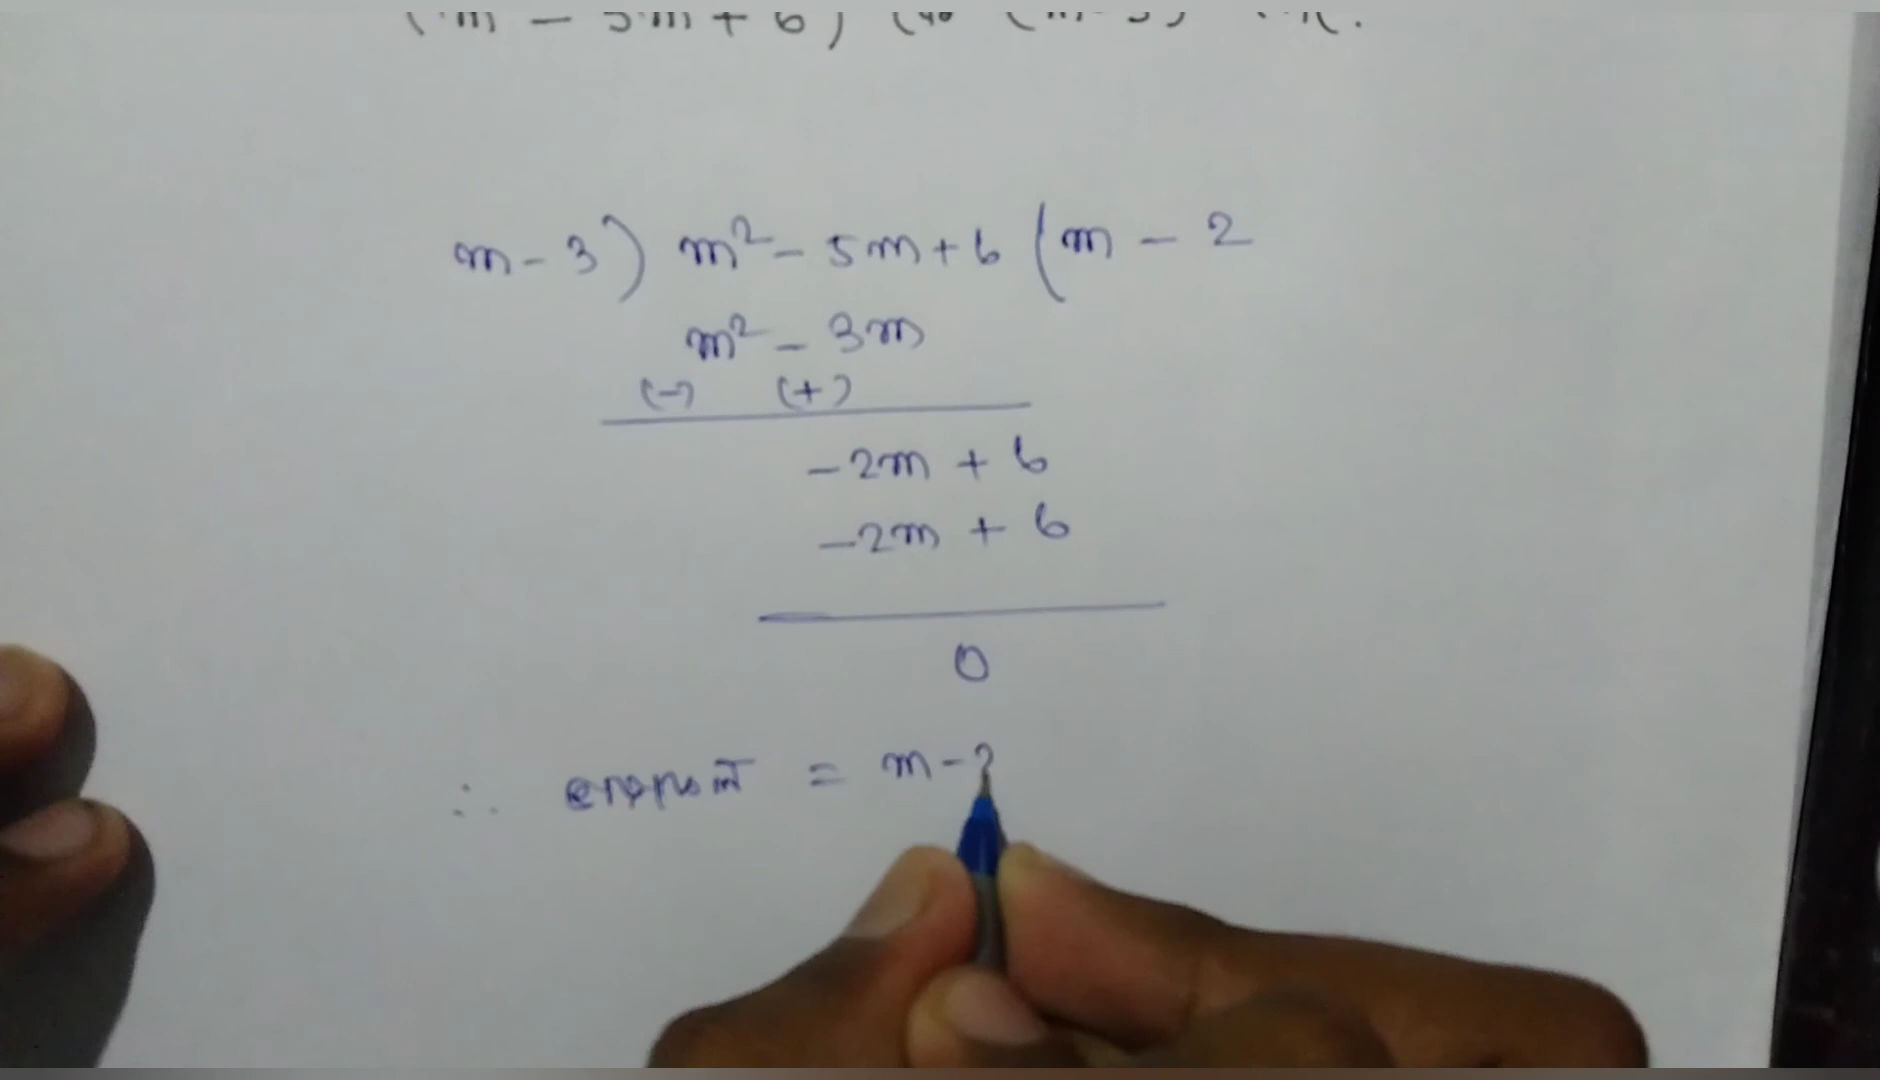 m - 3) m² - 5m + 6 (m - 2
m² - 3m
(-) (+)
-2m + 6
-2m + 6
0
∴ ভাগফল = m - 2